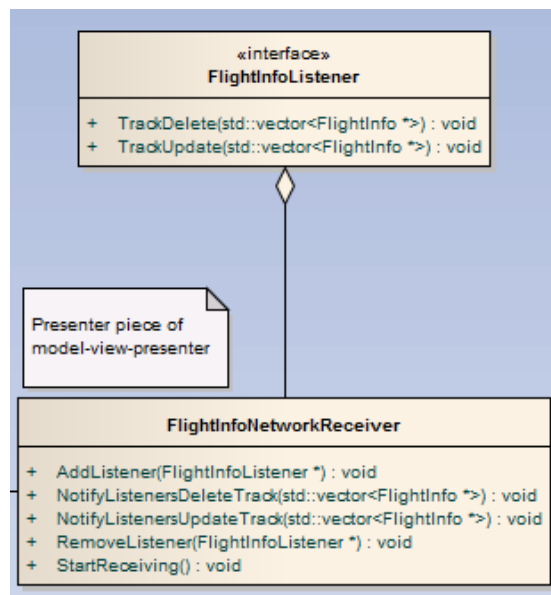 «interface»
FlightInfoListener
+ TrackDelete(std::vector<FlightInfo *>) : void
+ TrackUpdate(std::vector<FlightInfo *>) : void
Presenter piece of
model-view-presenter
FlightInfoNetworkReceiver
+ AddListener(FlightInfoListener *) : void
+ NotifyListenersDeleteTrack(std::vector<FlightInfo *>) : void
+ NotifyListenersUpdateTrack(std::vector<FlightInfo *>) : void
+ RemoveListener(FlightInfoListener *) : void
+ StartReceiving() : void